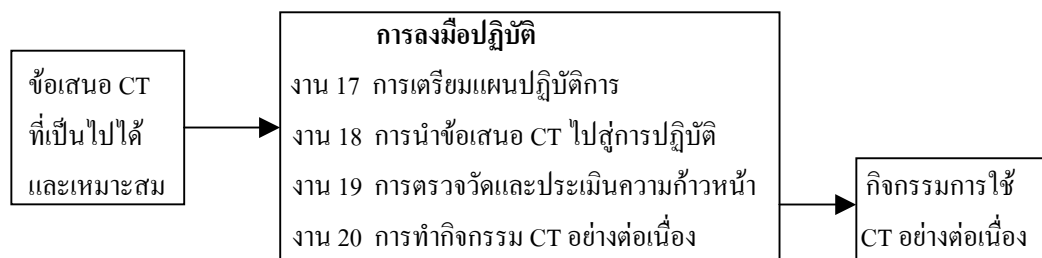 ข้อเสนอ CT
ที่เป็นไปได้
และเหมาะสม
การลงมือปฏิบัติ
งาน 17 การเตรียมแผนปฏิบัติการ
งาน 18 การนำข้อเสนอ CT ไปสู่การปฏิบัติ
งาน 19 การตรวจวัดและประเมินความก้าวหน้า
งาน 20 การทำกิจกรรม CT อย่างต่อเนื่อง
กิจกรรมการใช้
CT อย่างต่อเนื่อง